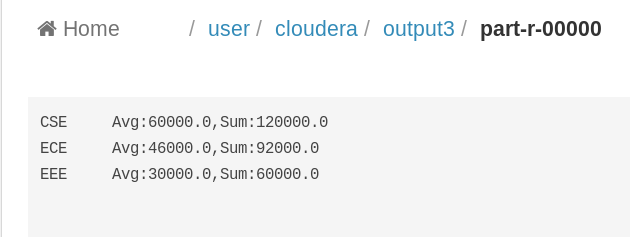 Home / user / cloudera / output3 / part-r-00000
CSE Avg:60000.0,Sum:120000.0
ECE Avg:46000.0,Sum:92000.0
EEE Avg:30000.0,Sum:60000.0